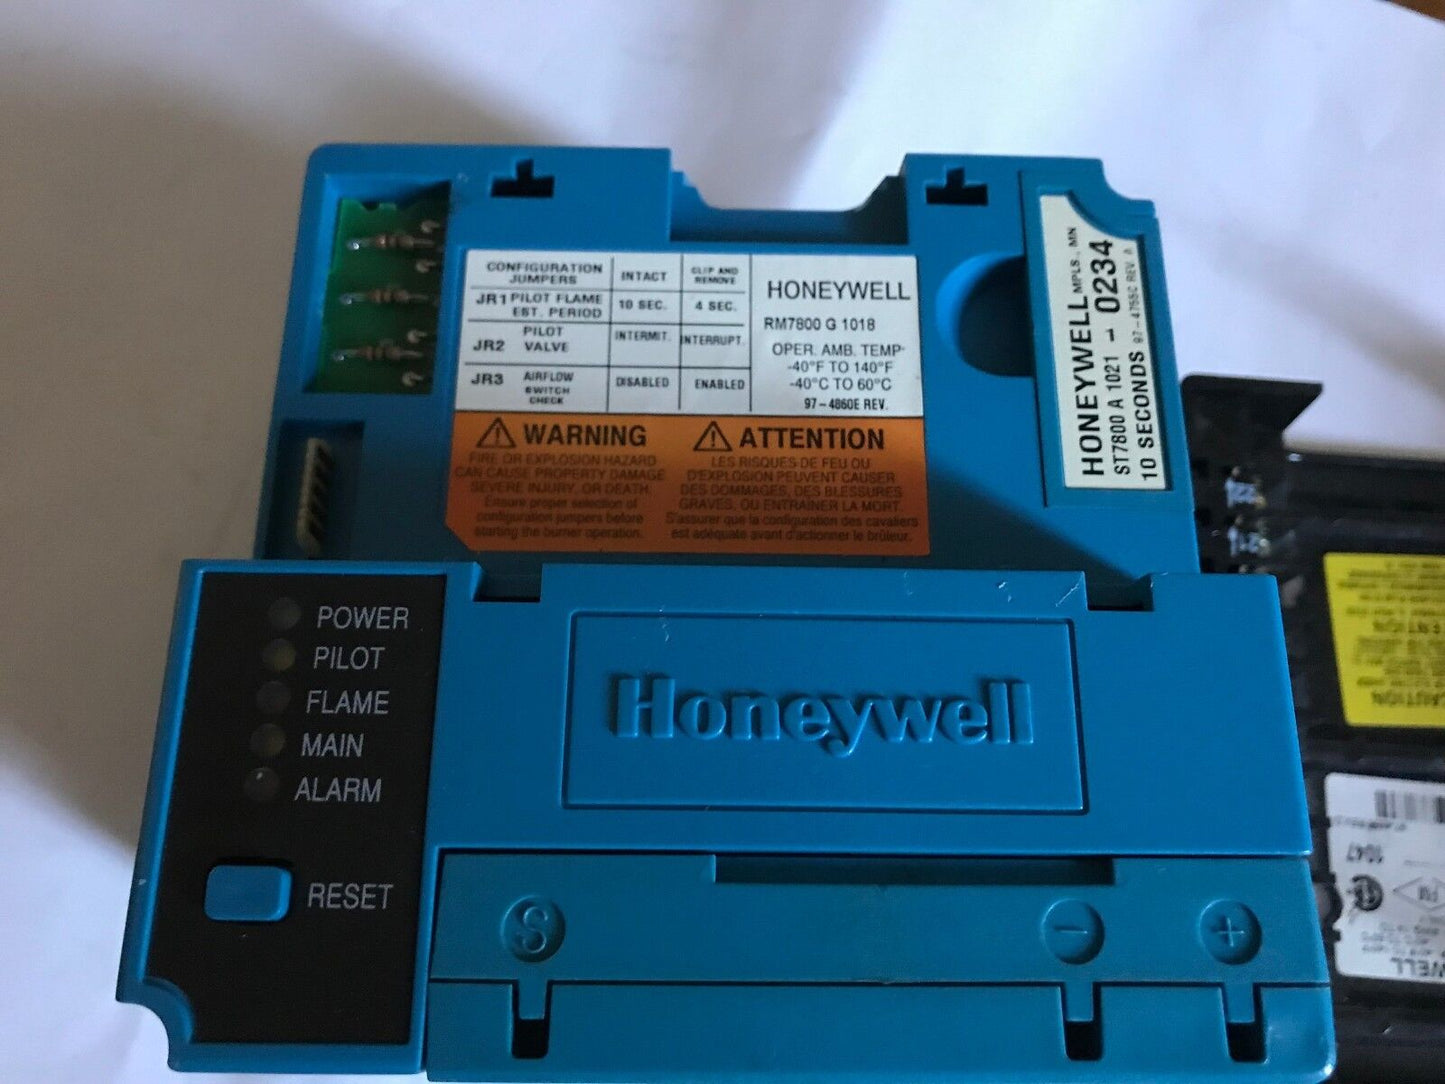 CONFIGURATION JUMPERS INTACT CLIP AND REMOVE
JR1 PILOT FLAME EST. PERIOD 10 SEC. 4 SEC.
JR2 PILOT VALVE INTERMIT. INTERRUPT.
JR3 AIRFLOW SWITCH CHECK DISABLED ENABLED
HONEYWELL
RM7800 G 1018
OPER. AMB. TEMP-
-40°F TO 140°F
-40°C TO 60°C
97-4860E REV.
WARNING
FIRE OR EXPLOSION HAZARD
CAN CAUSE PROPERTY DAMAGE
SEVERE INJURY, OR DEATH.
Ensure proper selection of
configuration jumpers before
starting the burner operation.
ATTENTION
LES RISQUES DE FEU OU
D'EXPLOSION PEUVENT CAUSER
DES DOMMAGES, DES BLESSURES
GRAVES, OU ENTRAÎNER LA MORT.
S'assurer que la configuration des cavaliers
est adéquate avant d'actionner le brûleur.
HONEYWELL MPLS., MN
ST7800 A 1021 - 0234
10 SECONDS 97-4755C REV. A
POWER
PILOT
FLAME
MAIN
ALARM
RESET
Honeywell
S - +
CAUTION
1047